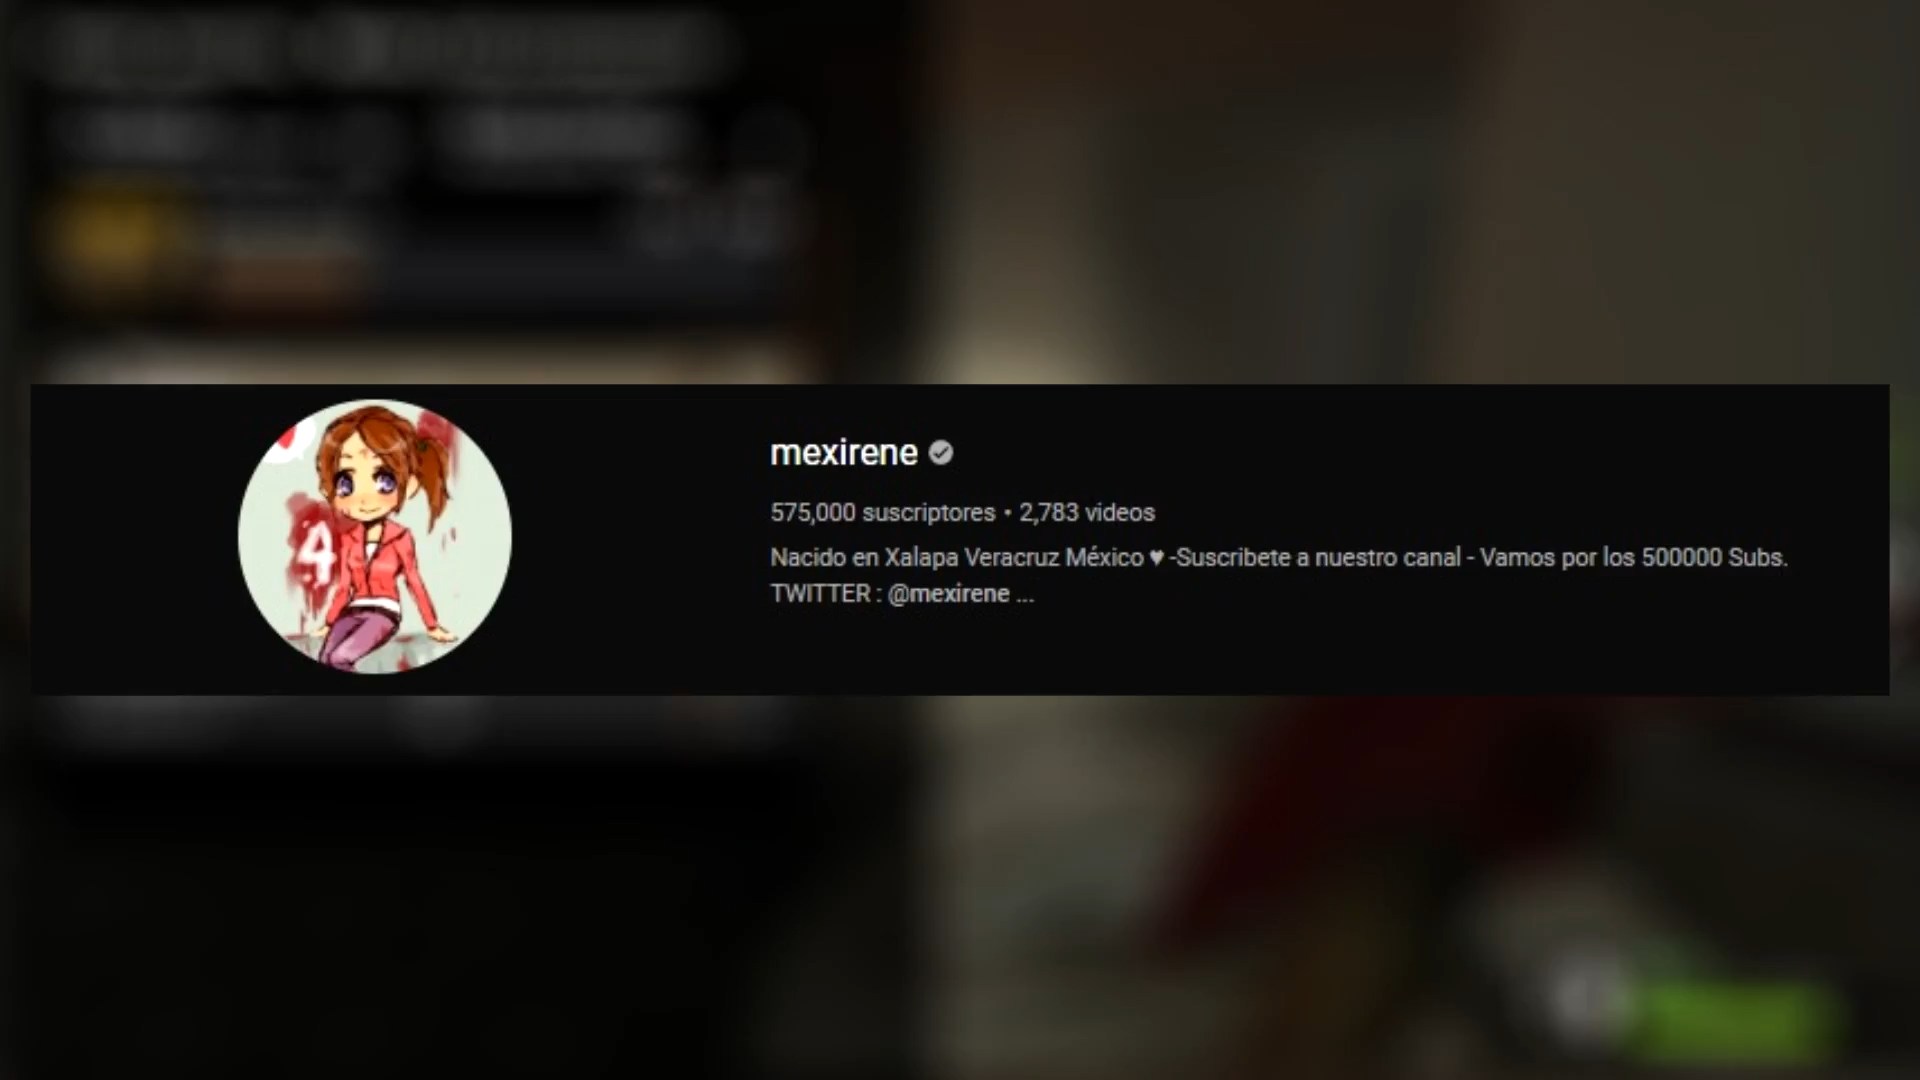 4
mexirene
575,000 suscriptores • 2,783 videos
Nacido en Xalapa Veracruz México ♥ -Suscribete a nuestro canal - Vamos por los 500000 Subs.
TWITTER : @mexirene ...